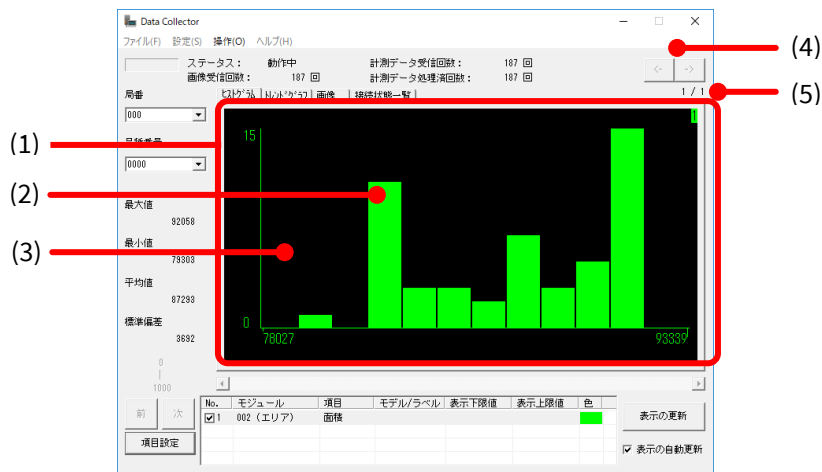 Data Collector
ファイル(F) 設定(S) 操作(O) ヘルプ(H)
ステータス： 動作中 計測データ受信回数： 187 回
画像受信回数： 187 回 計測データ処理済回数： 187 回
<- ->
(4)
局番 ヒストグラム トレンドグラフ 画像 接続状態一覧 1 / 1
(5)
000
1
15
(1)
品種番号
0000
(2)
最大値
92058
最小値
(3)
79303
平均値
87293
標準偏差
3692
0
78027 93339
0
|
1000
前 次
項目設定
No. モジュール 項目 モデル/ラベル 表示下限値 表示上限値 色
1 002 (エリア) 面積
表示の更新
表示の自動更新